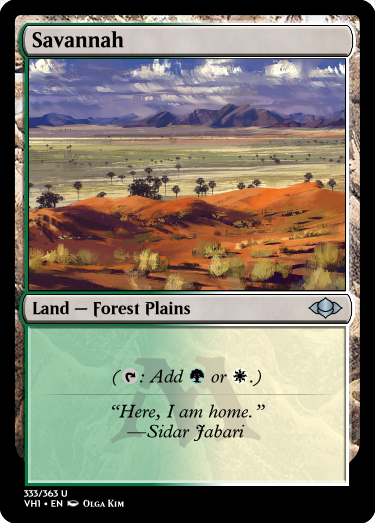 Savannah
Land — Forest Plains
(: Add or .)
“Here, I am home.”
—Sidar Jabari
333/363 U
VH1 • EN Olga Kim